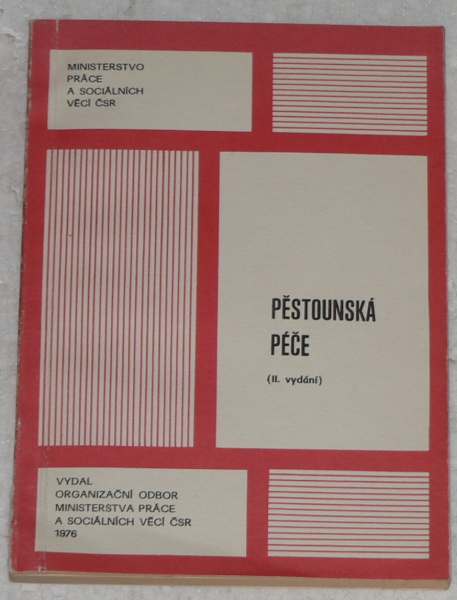 MINISTERSTVO
PRÁCE
A SOCIÁLNÍCH
VĚCÍ ČSR
PĚSTOUNSKÁ
PÉČE
(II. vydání)
VYDAL
ORGANIZAČNÍ ODBOR
MINISTERSTVA PRÁCE
A SOCIÁLNÍCH VĚCÍ ČSR
1976